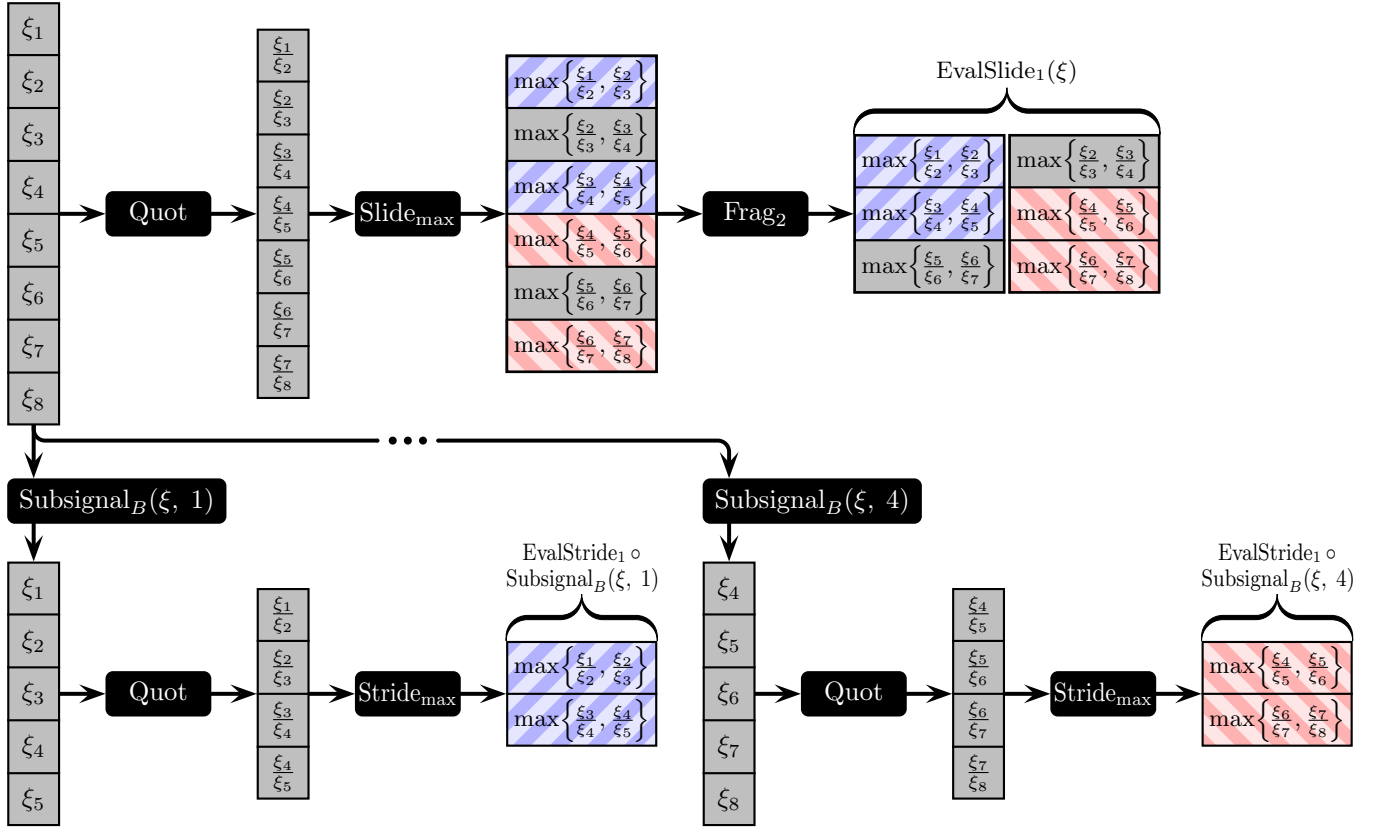 ξ₁
ξ₂
ξ₃
ξ₄
ξ₅
ξ₆
ξ₇
ξ₈
Quot
ξ₁/ξ₂
ξ₂/ξ₃
ξ₃/ξ₄
ξ₄/ξ₅
ξ₅/ξ₆
ξ₆/ξ₇
ξ₇/ξ₈
Slide_max
max{ξ₁/ξ₂, ξ₂/ξ₃}
max{ξ₂/ξ₃, ξ₃/ξ₄}
max{ξ₃/ξ₄, ξ₄/ξ₅}
max{ξ₄/ξ₅, ξ₅/ξ₆}
max{ξ₅/ξ₆, ξ₆/ξ₇}
max{ξ₆/ξ₇, ξ₇/ξ₈}
Frag₂
EvalSlide₁(ξ)
max{ξ₁/ξ₂, ξ₂/ξ₃} max{ξ₂/ξ₃, ξ₃/ξ₄}
max{ξ₃/ξ₄, ξ₄/ξ₅} max{ξ₄/ξ₅, ξ₅/ξ₆}
max{ξ₅/ξ₆, ξ₆/ξ₇} max{ξ₆/ξ₇, ξ₇/ξ₈}
Subsignal_B(ξ, 1)
ξ₁
ξ₂
ξ₃
ξ₄
ξ₅
Quot
ξ₁/ξ₂
ξ₂/ξ₃
ξ₃/ξ₄
ξ₄/ξ₅
Stride_max
EvalStride₁ ∘
Subsignal_B(ξ, 1)
max{ξ₁/ξ₂, ξ₂/ξ₃}
max{ξ₃/ξ₄, ξ₄/ξ₅}
Subsignal_B(ξ, 4)
ξ₄
ξ₅
ξ₆
ξ₇
ξ₈
Quot
ξ₄/ξ₅
ξ₅/ξ₆
ξ₆/ξ₇
ξ₇/ξ₈
Stride_max
EvalStride₁ ∘
Subsignal_B(ξ, 4)
max{ξ₄/ξ₅, ξ₅/ξ₆}
max{ξ₆/ξ₇, ξ₇/ξ₈}